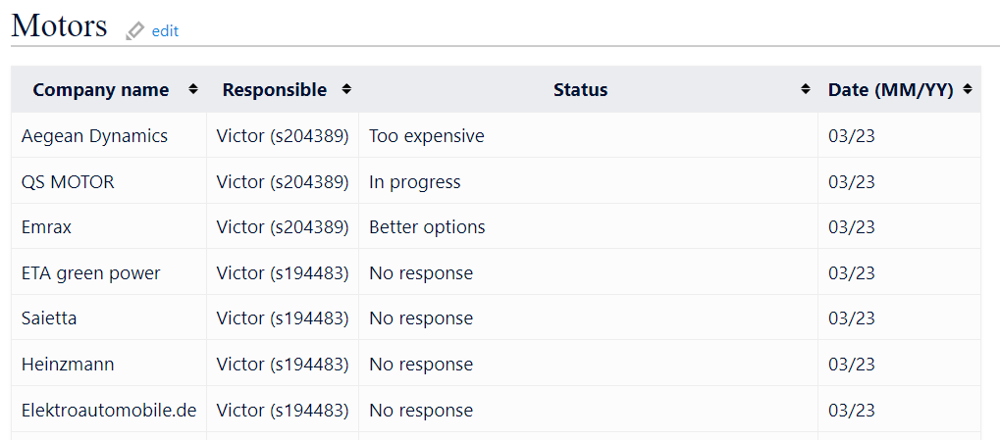 Motors edit
Company name Responsible Status Date (MM/YY)
Aegean Dynamics Victor (s204389) Too expensive 03/23
QS MOTOR Victor (s204389) In progress 03/23
Emrax Victor (s204389) Better options 03/23
ETA green power Victor (s194483) No response 03/23
Saietta Victor (s194483) No response 03/23
Heinzmann Victor (s194483) No response 03/23
Elektroautomobile.de Victor (s194483) No response 03/23